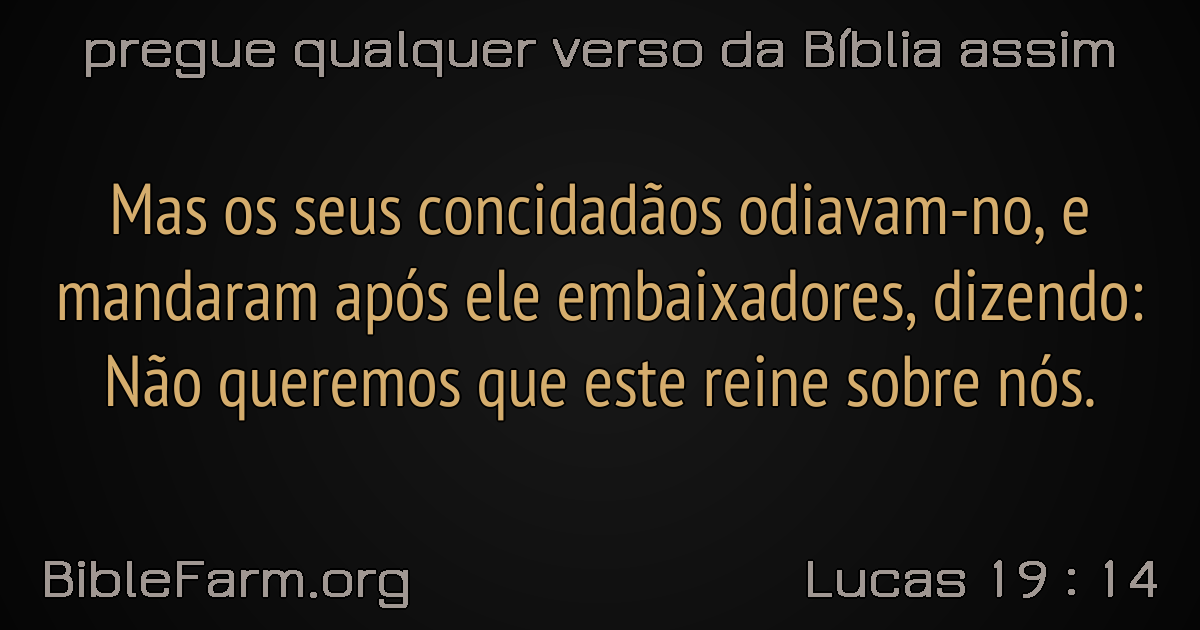 pregue qualquer verso da Bíblia assim
Mas os seus concidadãos odiavam-no, e
mandaram após ele embaixadores, dizendo:
Não queremos que este reine sobre nós.
BibleFarm.org
Lucas 19 : 14